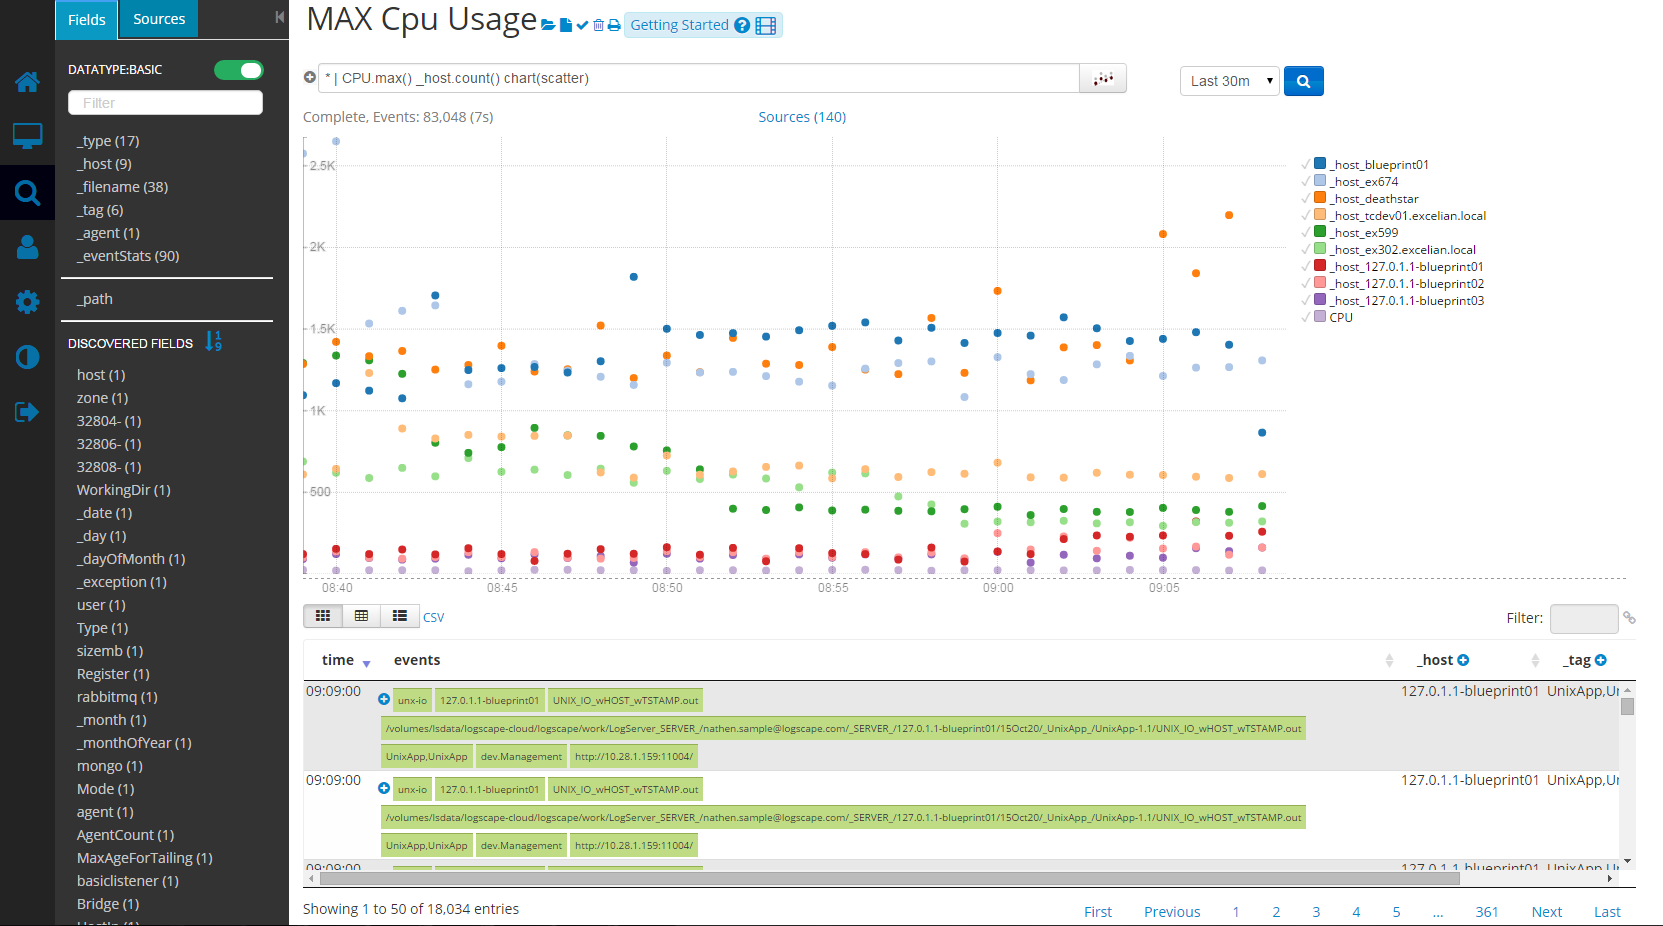 Fields
Sources
MAX Cpu Usage
Getting Started
DATATYPE:BASIC
Filter
_type (17)
_host (9)
_filename (38)
_tag (6)
_agent (1)
_eventStats (90)
_path
DISCOVERED FIELDS
host (1)
zone (1)
32804- (1)
32806- (1)
32808- (1)
WorkingDir (1)
_date (1)
_day (1)
_dayOfMonth (1)
_exception (1)
user (1)
Type (1)
sizemb (1)
Register (1)
rabbitmq (1)
_month (1)
_monthOfYear (1)
mongo (1)
Mode (1)
agent (1)
AgentCount (1)
MaxAgeForTailing (1)
basiclistener (1)
Bridge (1)
* | CPU.max() _host.count() chart(scatter)
Last 30m
Complete, Events: 83,048 (7s)
Sources (140)
2.5K
2K
1.5K
1K
500
08:40 08:45 08:50 08:55 09:00 09:05
_host_blueprint01
_host_ex674
_host_deathstar
_host_tcdev01.excelian.local
_host_ex599
_host_ex302.excelian.local
_host_127.0.1.1-blueprint01
_host_127.0.1.1-blueprint02
_host_127.0.1.1-blueprint03
CPU
CSV
Filter:
time events _host _tag
09:09:00 unx-io 127.0.1.1-blueprint01 UNIX_IO_wHOST_wTSTAMP.out 127.0.1.1-blueprint01 UnixApp,Ur
/volumes/lsdata/logscape-cloud/logscape/work/LogServer_SERVER_/nathen.sample@logscape.com/_SERVER_/127.0.1.1-blueprint01/15Oct20/_UnixApp_/UnixApp-1.1/UNIX_IO_wHOST_wTSTAMP.out
UnixApp,UnixApp dev.Management http://10.28.1.159:11004/
09:09:00 unx-io 127.0.1.1-blueprint01 UNIX_IO_wHOST_wTSTAMP.out 127.0.1.1-blueprint01 UnixApp,Ur
/volumes/lsdata/logscape-cloud/logscape/work/LogServer_SERVER_/nathen.sample@logscape.com/_SERVER_/127.0.1.1-blueprint01/15Oct20/_UnixApp_/UnixApp-1.1/UNIX_IO_wHOST_wTSTAMP.out
UnixApp,UnixApp dev.Management http://10.28.1.159:11004/
09:09:00 127.0.1.1-blueprint01 UnixApp,Ur
Showing 1 to 50 of 18,034 entries
First Previous 1 2 3 4 5 ... 361 Next Last